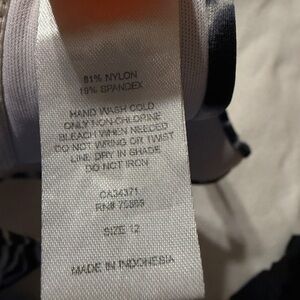 81% NYLON
19% SPANDEX
HAND WASH COLD
ONLY NON-CHLORINE
BLEACH WHEN NEEDED
DO NOT WRING OR TWIST
LINE DRY IN SHADE
DO NOT IRON
CA34371
RN#
SIZE 12
MADE IN INDONESIA